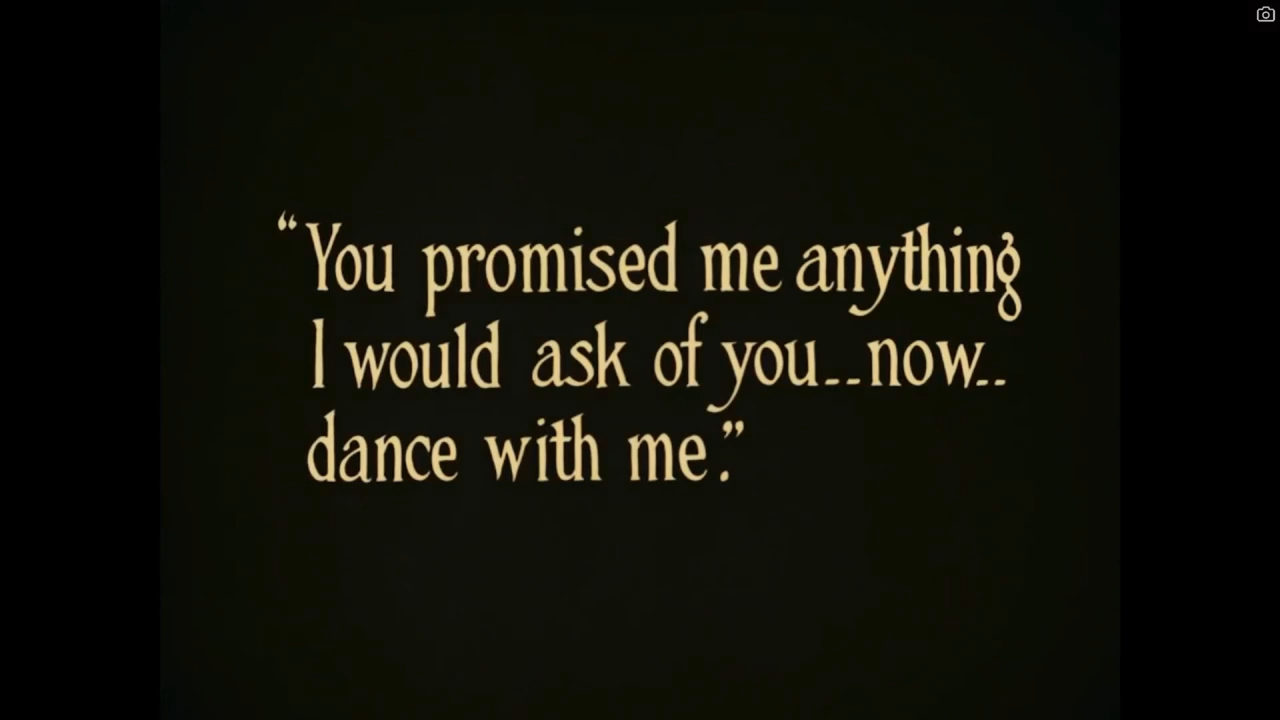 “You promised me anything
I would ask of you..now..
dance with me.”